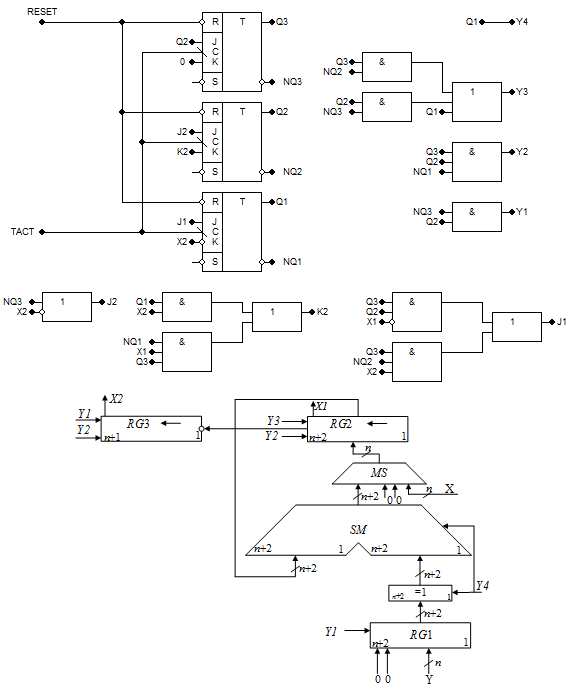 RESET
R T Q3
Q2 J
C
0 K
S NQ3
R T Q2
J2 J
C
K2 K
S NQ2
R T Q1
J1 J
TACT C
X2 K
S NQ1
Q1 Y4
Q3 &
NQ2
1 Y3
Q2 &
NQ3 Q1
Q3 & Y2
Q2
NQ1
NQ3 & Y1
Q2
NQ3 1 J2
X2
Q1 &
X2
1 K2
NQ1 &
X1
Q3
Q3 &
Q2
X1
1 J1
Q3 &
NQ2
X2
X2 X1
Y1 RG3
Y2 n+1 1
Y3 RG2
Y2 n+2 1
n
MS
n+2 0 0 n X
SM
n+2 1 n+2 1
n+2 n+2
=1 Y4
n+2 1
n+2
Y1 RG1
n+2 1
0 0 Y n